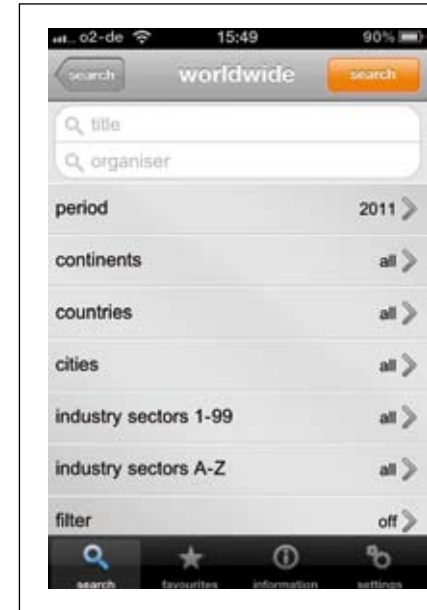 o2-de 15:49 90%
search worldwide search
title
organiser
period 2011
continents all
countries all
cities all
industry sectors 1-99 all
industry sectors A-Z all
filter off
search favourites information settings